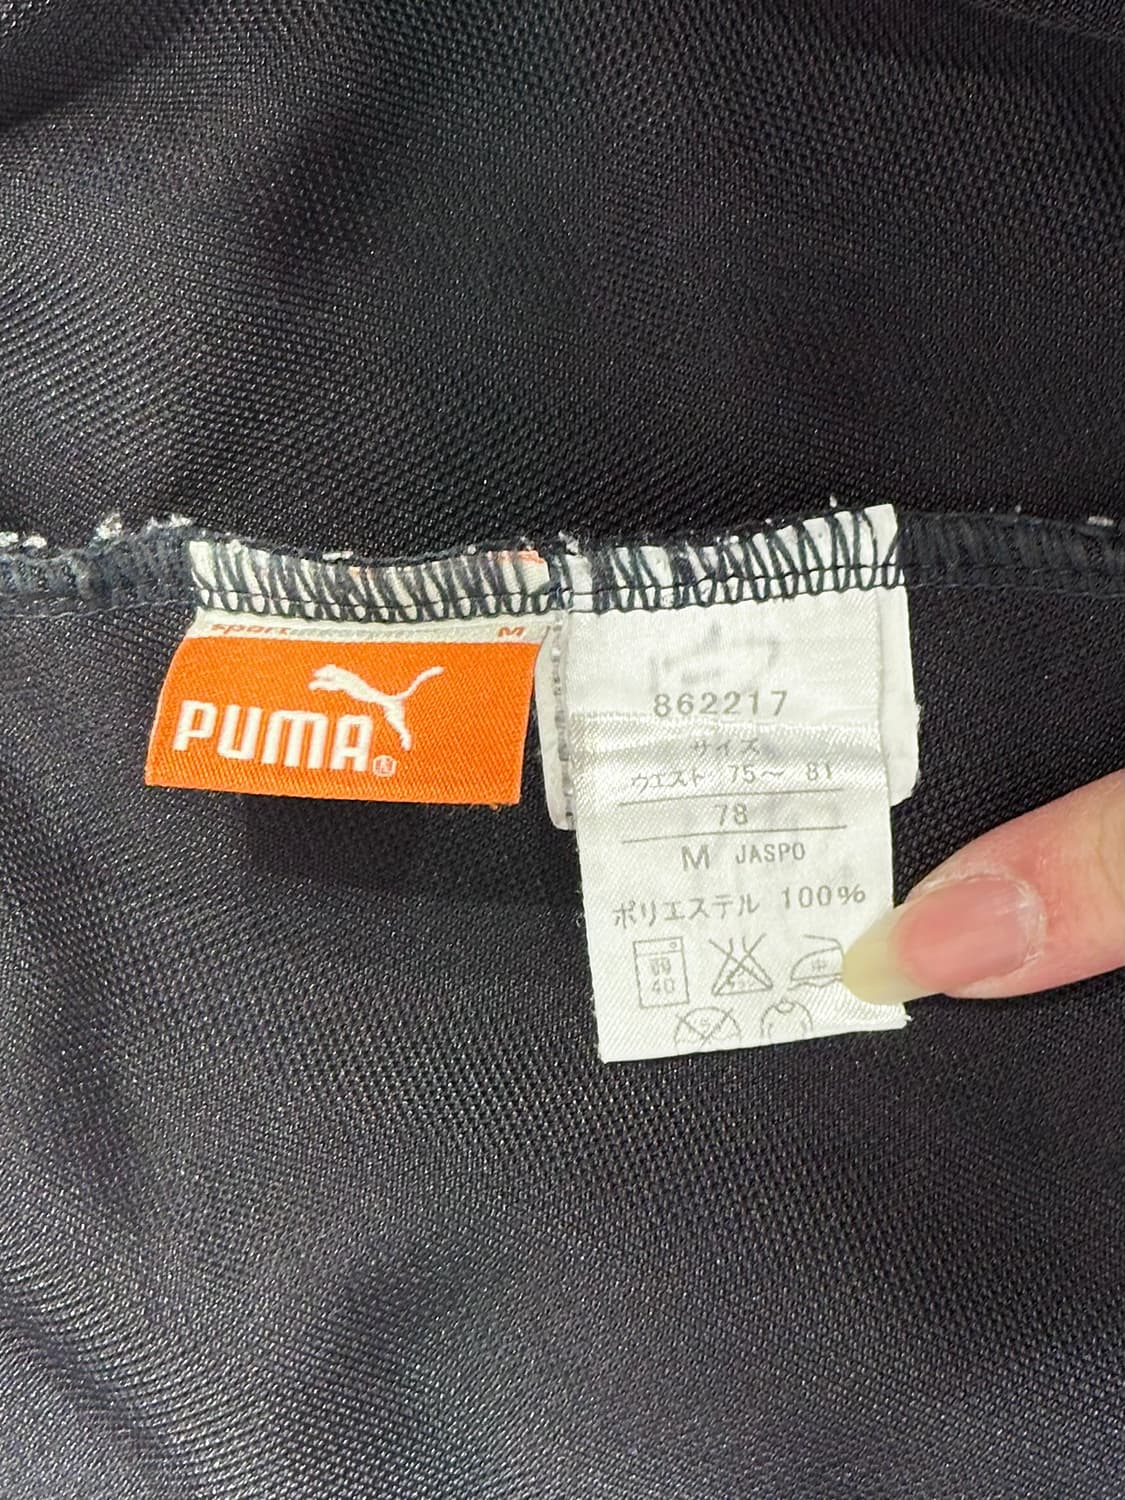 M
PUMA
862217
サイズ
ウエスト 75〜 81
78
M JASPO
ポリエステル 100%
40